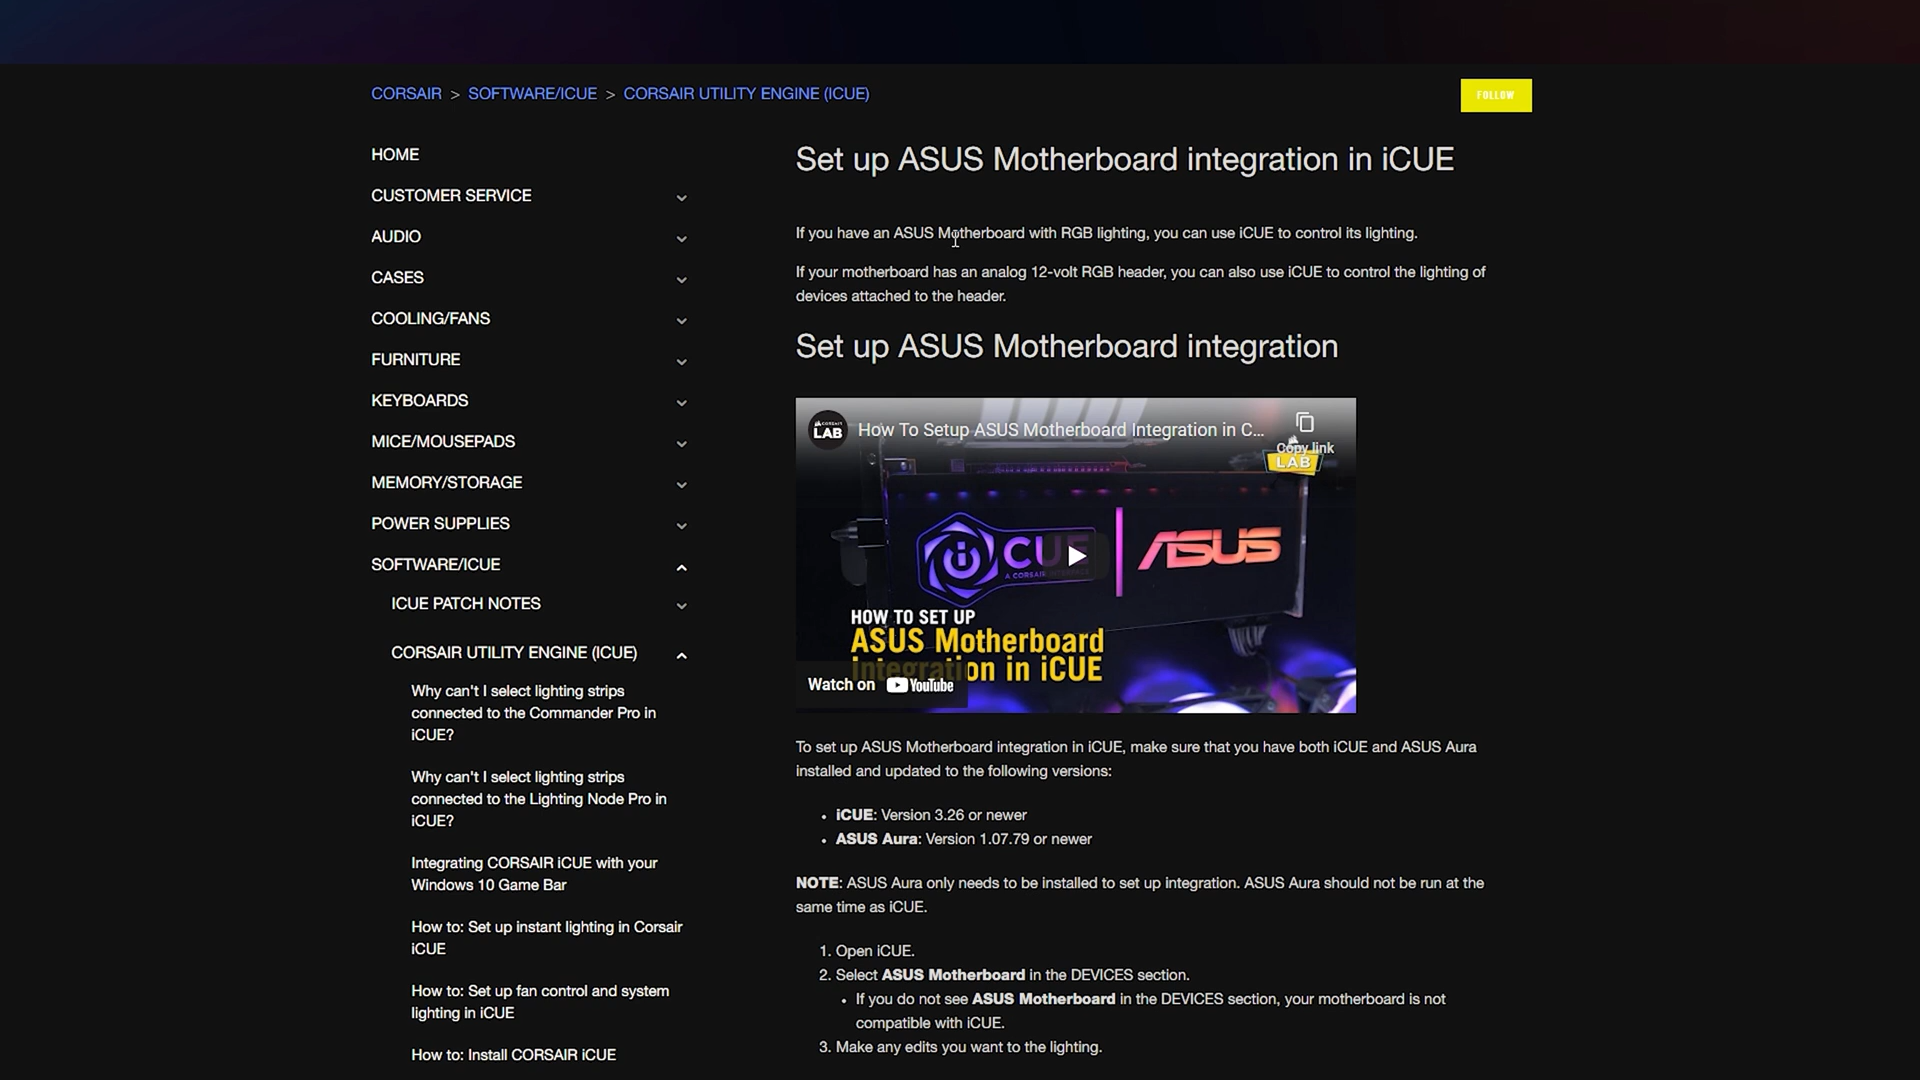 CORSAIR > SOFTWARE/ICUE > CORSAIR UTILITY ENGINE (ICUE)
FOLLOW
HOME
CUSTOMER SERVICE
AUDIO
CASES
COOLING/FANS
FURNITURE
KEYBOARDS
MICE/MOUSEPADS
MEMORY/STORAGE
POWER SUPPLIES
SOFTWARE/ICUE
ICUE PATCH NOTES
CORSAIR UTILITY ENGINE (ICUE)
Why can't I select lighting strips
connected to the Commander Pro in
iCUE?
Why can't I select lighting strips
connected to the Lighting Node Pro in
iCUE?
Integrating CORSAIR iCUE with your
Windows 10 Game Bar
How to: Set up instant lighting in Corsair
iCUE
How to: Set up fan control and system
lighting in iCUE
How to: Install CORSAIR iCUE
Set up ASUS Motherboard integration in iCUE
If you have an ASUS Motherboard with RGB lighting, you can use iCUE to control its lighting.
If your motherboard has an analog 12-volt RGB header, you can also use iCUE to control the lighting of
devices attached to the header.
Set up ASUS Motherboard integration
CORSAIR
LAB
How To Setup ASUS Motherboard Integration in C...
Copy link
LAB
CUE
A CORSAIR INTERFACE
ASUS
HOW TO SET UP
ASUS Motherboard
Integration in iCUE
Watch on YouTube
To set up ASUS Motherboard integration in iCUE, make sure that you have both iCUE and ASUS Aura
installed and updated to the following versions:
• iCUE: Version 3.26 or newer
• ASUS Aura: Version 1.07.79 or newer
NOTE: ASUS Aura only needs to be installed to set up integration. ASUS Aura should not be run at the
same time as iCUE.
1. Open iCUE.
2. Select ASUS Motherboard in the DEVICES section.
• If you do not see ASUS Motherboard in the DEVICES section, your motherboard is not
compatible with iCUE.
3. Make any edits you want to the lighting.